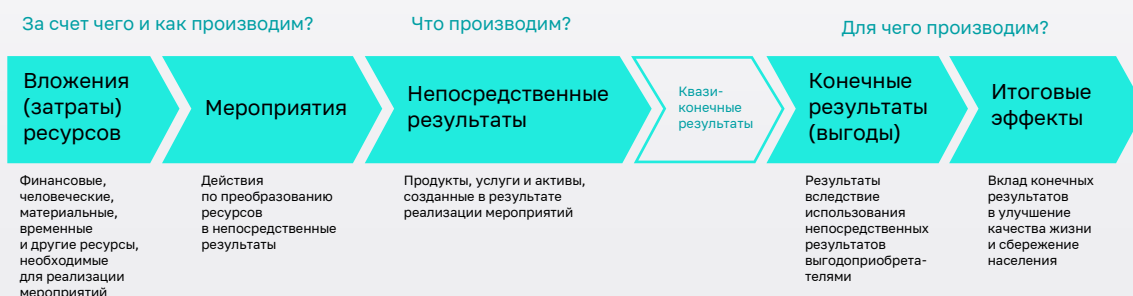 За счет чего и как производим?
Что производим?
Для чего производим?
Вложения
(затраты)
ресурсов
Мероприятия
Непосредственные
результаты
Квази-
конечные
результаты
Конечные
результаты
(выгоды)
Итоговые
эффекты
Финансовые,
человеческие,
материальные,
временные
и другие ресурсы,
необходимые
для реализации
мероприятий
Действия
по преобразованию
ресурсов
в непосредственные
результаты
Продукты, услуги и активы,
созданные в результате
реализации мероприятий
Результаты
вследствие
использования
непосредственных
результатов
выгодоприобрета-
телями
Вклад конечных
результатов
в улучшение
качества жизни
и сбережение
населения